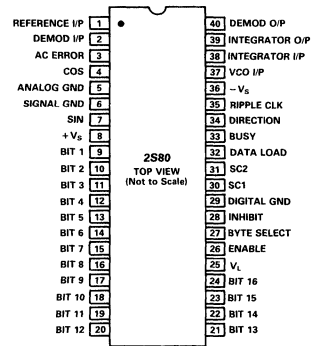 REFERENCE I/P 1
DEMOD I/P 2
AC ERROR 3
COS 4
ANALOG GND 5
SIGNAL GND 6
SIN 7
+VS 8
BIT 1 9
BIT 2 10
BIT 3 11
BIT 4 12
BIT 5 13
BIT 6 14
BIT 7 15
BIT 8 16
BIT 9 17
BIT 10 18
BIT 11 19
BIT 12 20
2S80
TOP VIEW
(Not to Scale)
40 DEMOD O/P
39 INTEGRATOR O/P
38 INTEGRATOR I/P
37 VCO I/P
36 –VS
35 RIPPLE CLK
34 DIRECTION
33 BUSY
32 DATA LOAD
31 SC2
30 SC1
29 DIGITAL GND
28 INHIBIT
27 BYTE SELECT
26 ENABLE
25 VL
24 BIT 16
23 BIT 15
22 BIT 14
21 BIT 13